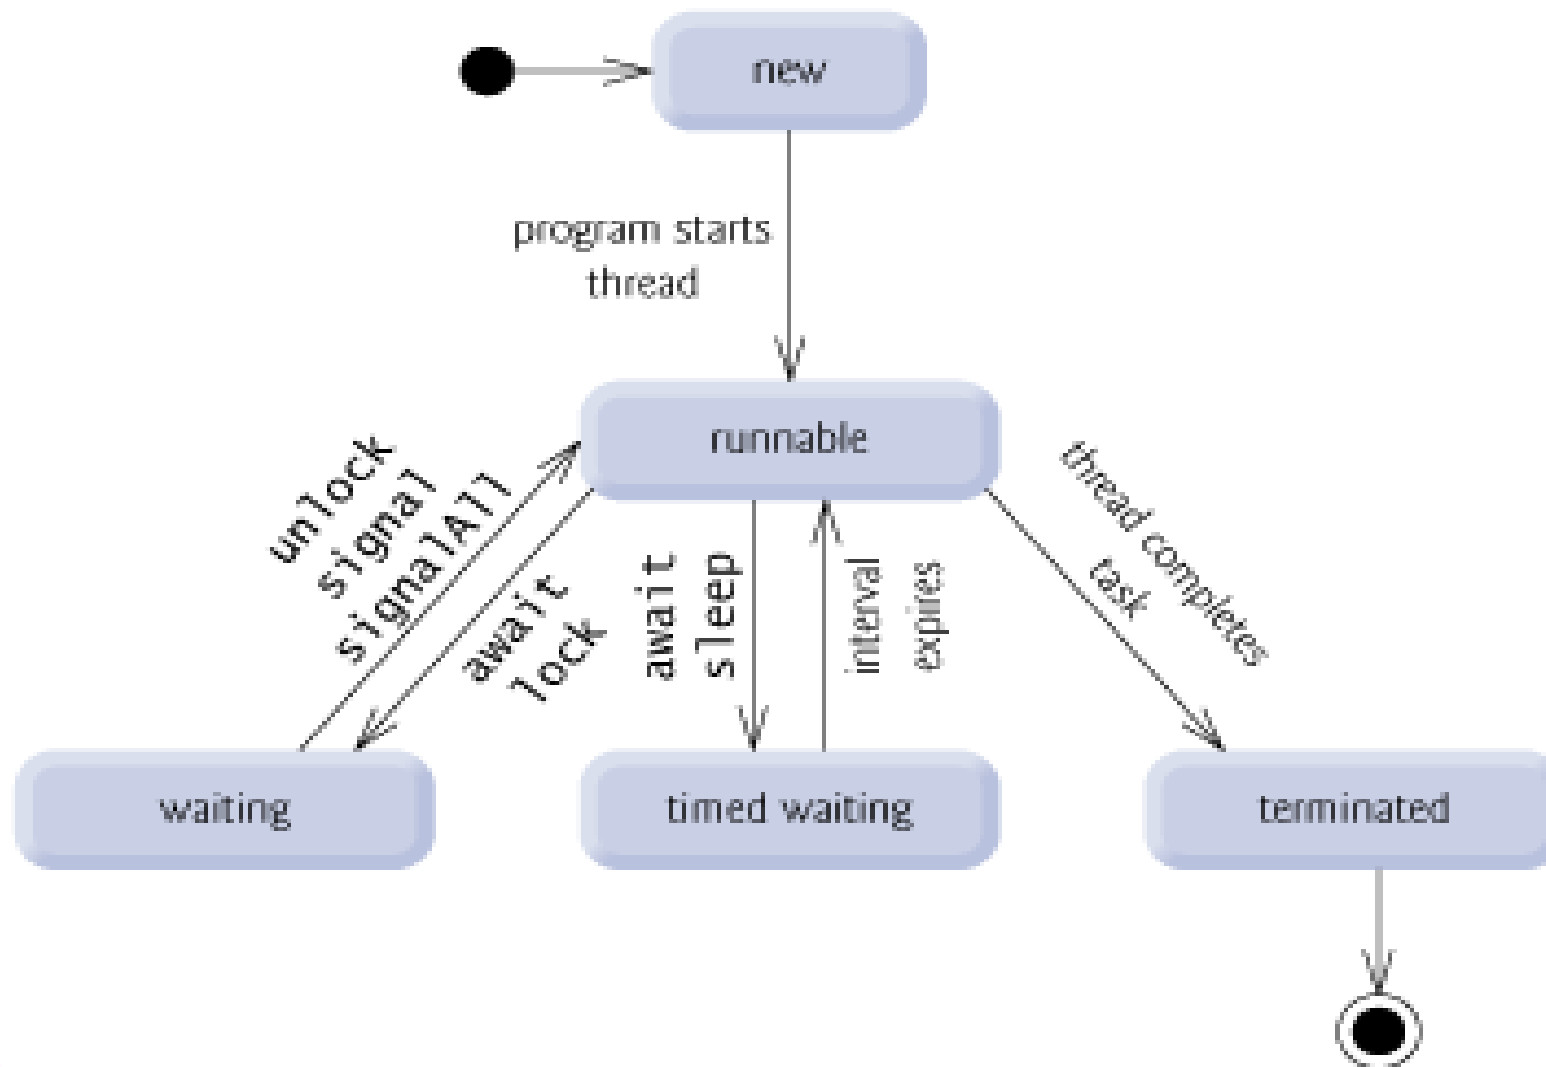 new
program starts
thread
runnable
unlock
signal
signalAll
await
lock
await
sleep
interval
expires
thread completes
task
waiting
timed waiting
terminated